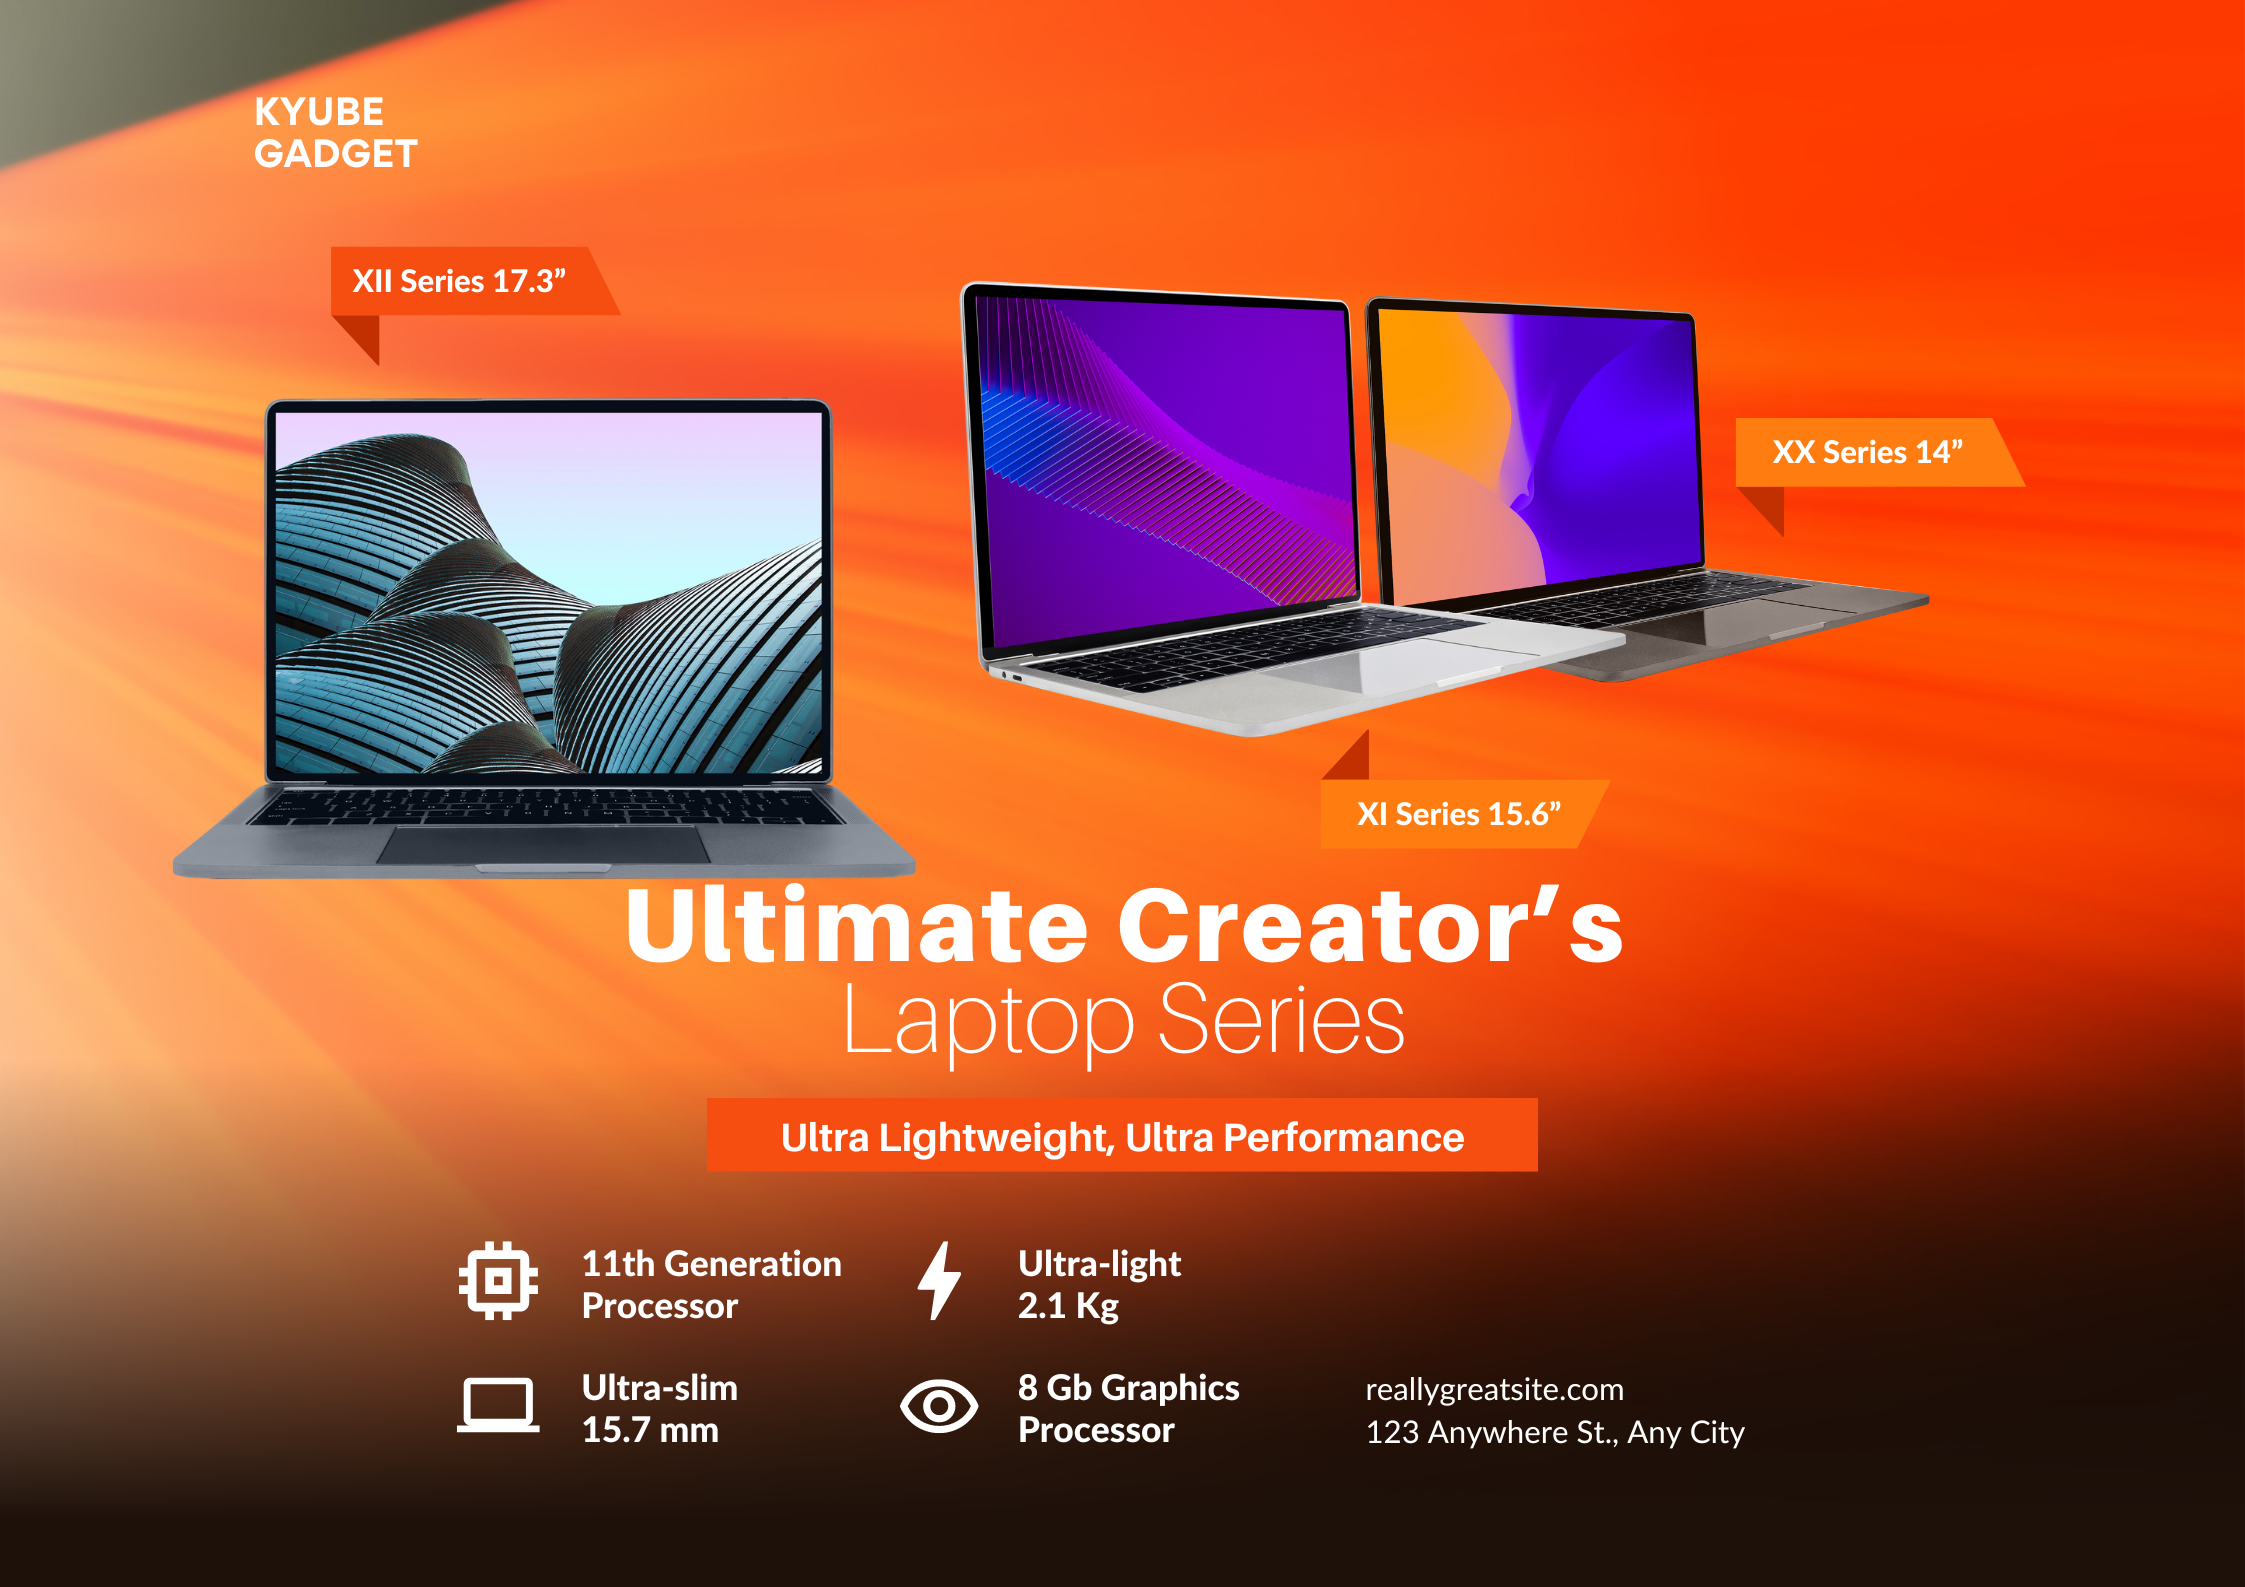 KYUBE
GADGET
XII Series 17.3”
XX Series 14”
XI Series 15.6”
Ultimate Creator’s
Laptop Series
Ultra Lightweight, Ultra Performance
11th Generation
Processor
Ultra-light
2.1 Kg
Ultra-slim
15.7 mm
8 Gb Graphics
Processor
reallygreatsite.com
123 Anywhere St., Any City